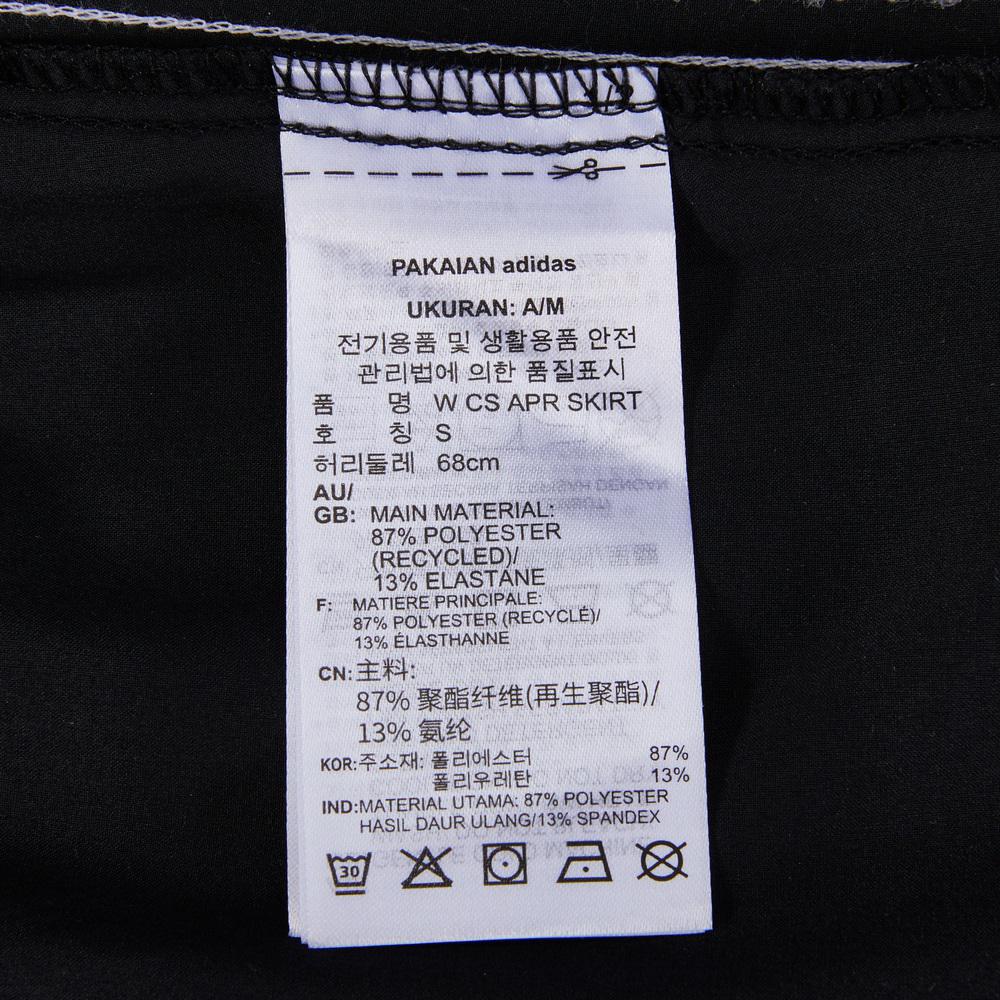 PAKAIAN adidas
UKURAN: A/M
전기용품 및 생활용품 안전
관리법에 의한 품질표시
품 명 W CS APR SKIRT
호 칭 S
허리둘레 68cm
AU/
GB: MAIN MATERIAL:
87% POLYESTER
(RECYCLED)/
13% ELASTANE
F: MATIERE PRINCIPALE:
87% POLYESTER (RECYCLÉ)/
13% ÉLASTHANNE
CN: 主料:
87% 聚酯纤维(再生聚酯)/
13% 氨纶
KOR: 주소재: 폴리에스터 87%
폴리우레탄 13%
IND: MATERIAL UTAMA: 87% POLYESTER
HASIL DAUR ULANG/13% SPANDEX
30